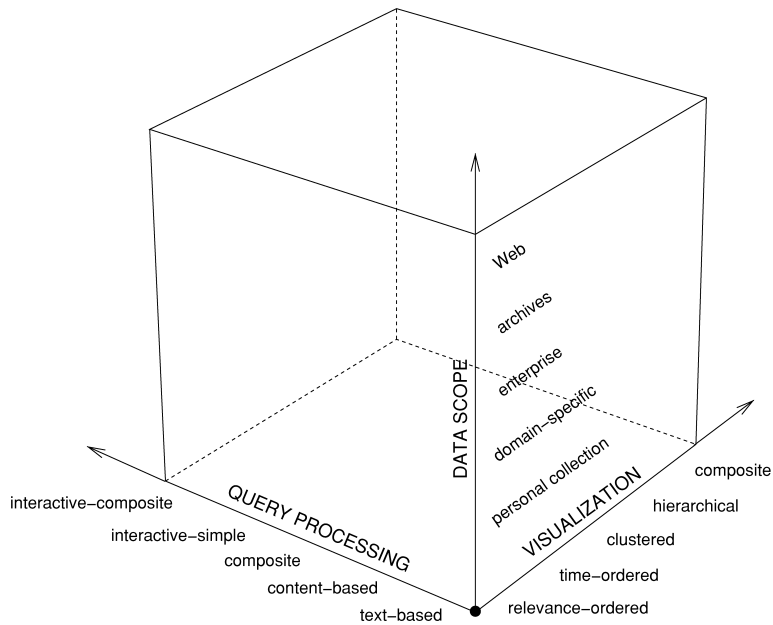 Web
archives
enterprise
domain−specific
personal collection
DATA SCOPE
VISUALIZATION
composite
hierarchical
clustered
time−ordered
relevance−ordered
QUERY PROCESSING
interactive−composite
interactive−simple
composite
content−based
text−based